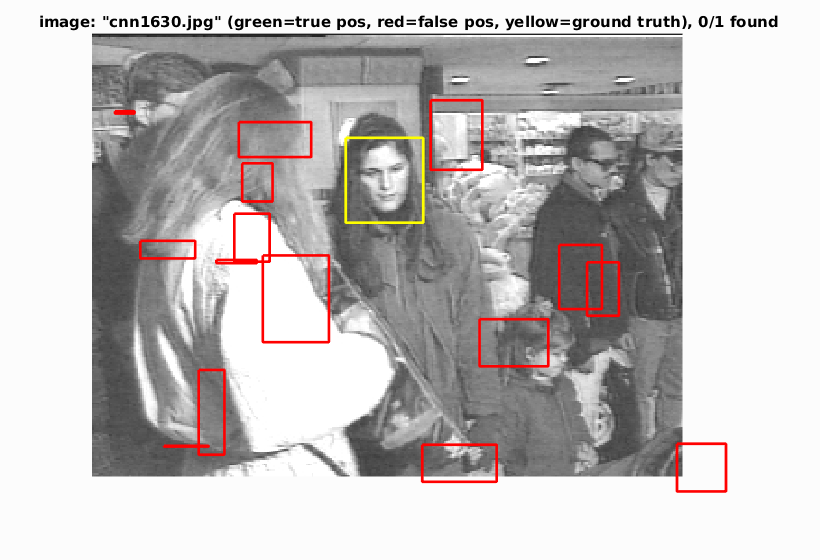 image: "cnn1630.jpg" (green=true pos, red=false pos, yellow=ground truth), 0/1 found